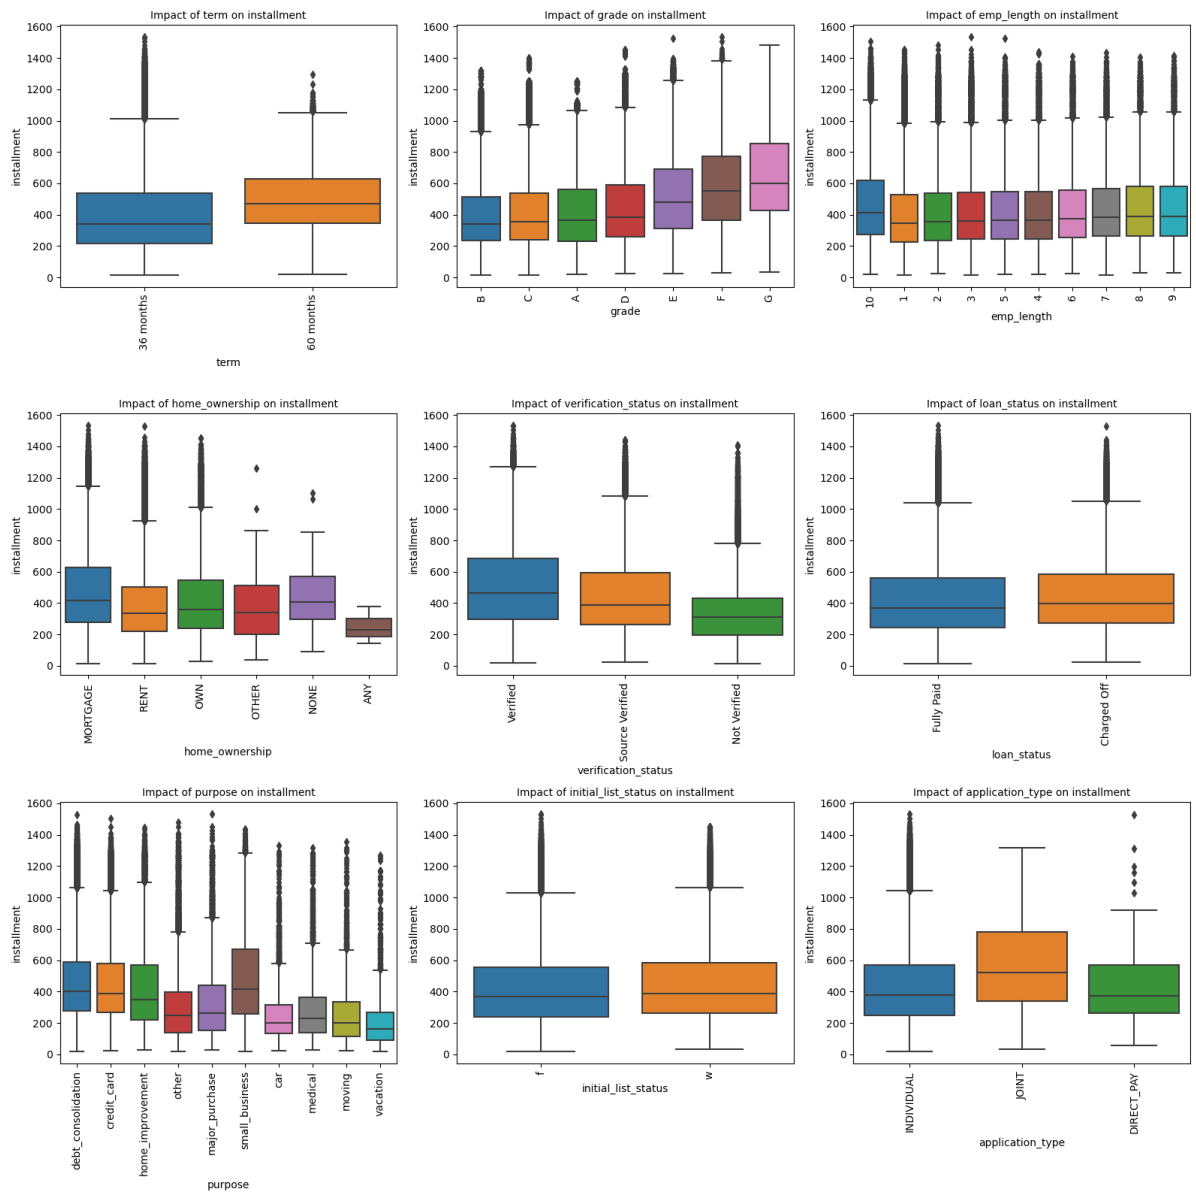 Impact of term on installment
1600
1400
1200
1000
800
600
400
200
0
installment
36 months
60 months
term
Impact of grade on installment
1600
1400
1200
1000
800
600
400
200
0
installment
B
C
A
D
E
F
G
grade
Impact of emp_length on installment
1600
1400
1200
1000
800
600
400
200
0
installment
10
1
2
3
5
4
6
7
8
9
emp_length
Impact of home_ownership on installment
1600
1400
1200
1000
800
600
400
200
0
installment
MORTGAGE
RENT
OWN
OTHER
NONE
ANY
home_ownership
Impact of verification_status on installment
1600
1400
1200
1000
800
600
400
200
0
installment
Verified
Source Verified
Not Verified
verification_status
Impact of loan_status on installment
1600
1400
1200
1000
800
600
400
200
0
installment
Fully Paid
Charged Off
loan_status
Impact of purpose on installment
1600
1400
1200
1000
800
600
400
200
0
installment
debt_consolidation
credit_card
home_improvement
other
major_purchase
small_business
car
medical
moving
vacation
purpose
Impact of initial_list_status on installment
1600
1400
1200
1000
800
600
400
200
0
installment
f
w
initial_list_status
Impact of application_type on installment
1600
1400
1200
1000
800
600
400
200
0
installment
INDIVIDUAL
JOINT
DIRECT_PAY
application_type